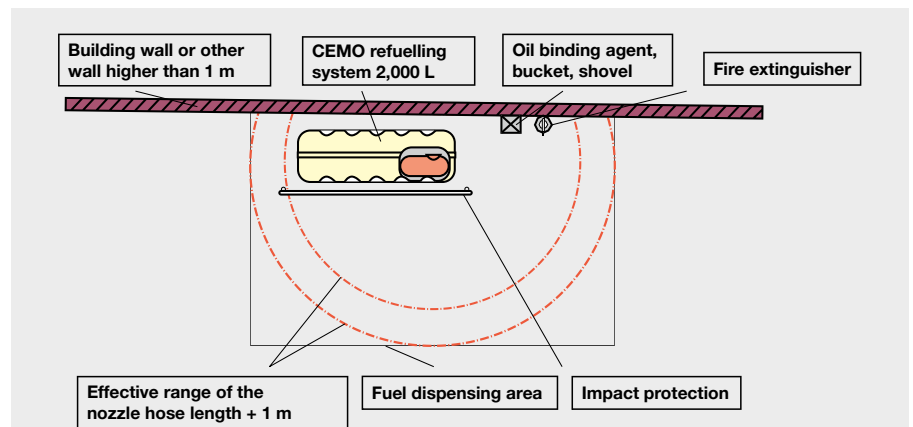 Building wall or other
wall higher than 1 m
CEMO refuelling
system 2,000 L
Oil binding agent,
bucket, shovel
Fire extinguisher
Effective range of the
nozzle hose length + 1 m
Fuel dispensing area
Impact protection